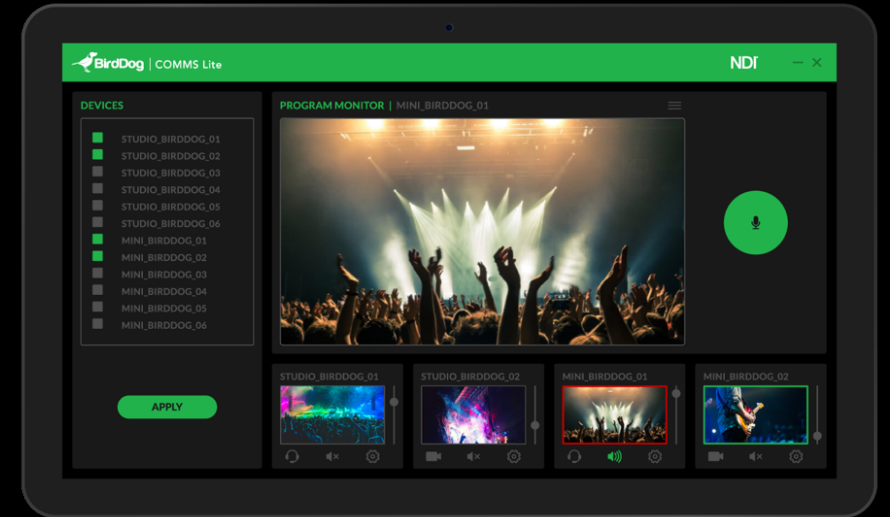 BirdDog | COMMS Lite
NDI
DEVICES
STUDIO_BIRDDOG_01
STUDIO_BIRDDOG_02
STUDIO_BIRDDOG_03
STUDIO_BIRDDOG_04
STUDIO_BIRDDOG_05
STUDIO_BIRDDOG_06
MINI_BIRDDOG_01
MINI_BIRDDOG_02
MINI_BIRDDOG_03
MINI_BIRDDOG_04
MINI_BIRDDOG_05
MINI_BIRDDOG_06
APPLY
PROGRAM MONITOR | MINI_BIRDDOG_01
STUDIO_BIRDDOG_01
STUDIO_BIRDDOG_02
MINI_BIRDDOG_01
MINI_BIRDDOG_02